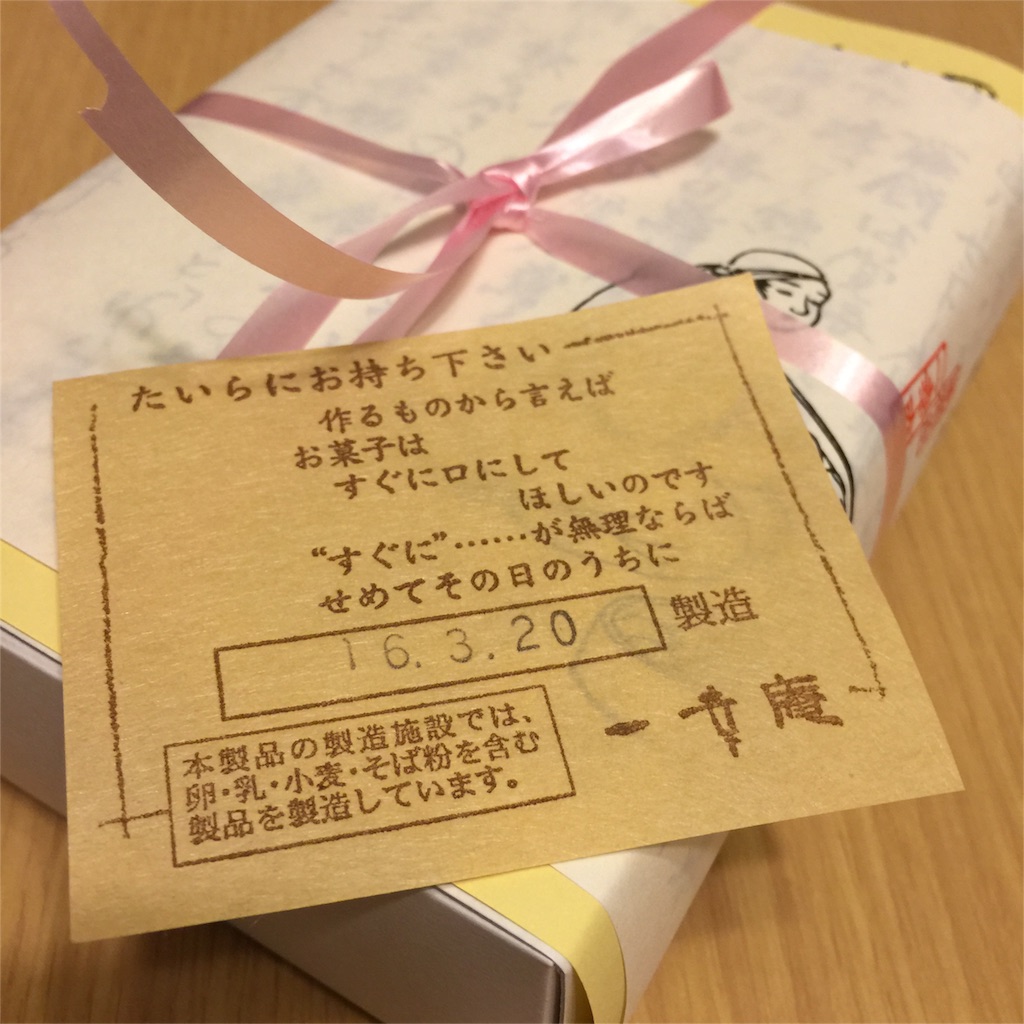 たいらにお持ち下さい
作るものから言えば
お菓子は
すぐに口にして
ほしいのです
“すぐに”……が無理ならば
せめてその日のうちに
16.3.20 製造
一幸庵
本製品の製造施設では、
卵・乳・小麦・そば粉を含む
製品を製造しています。